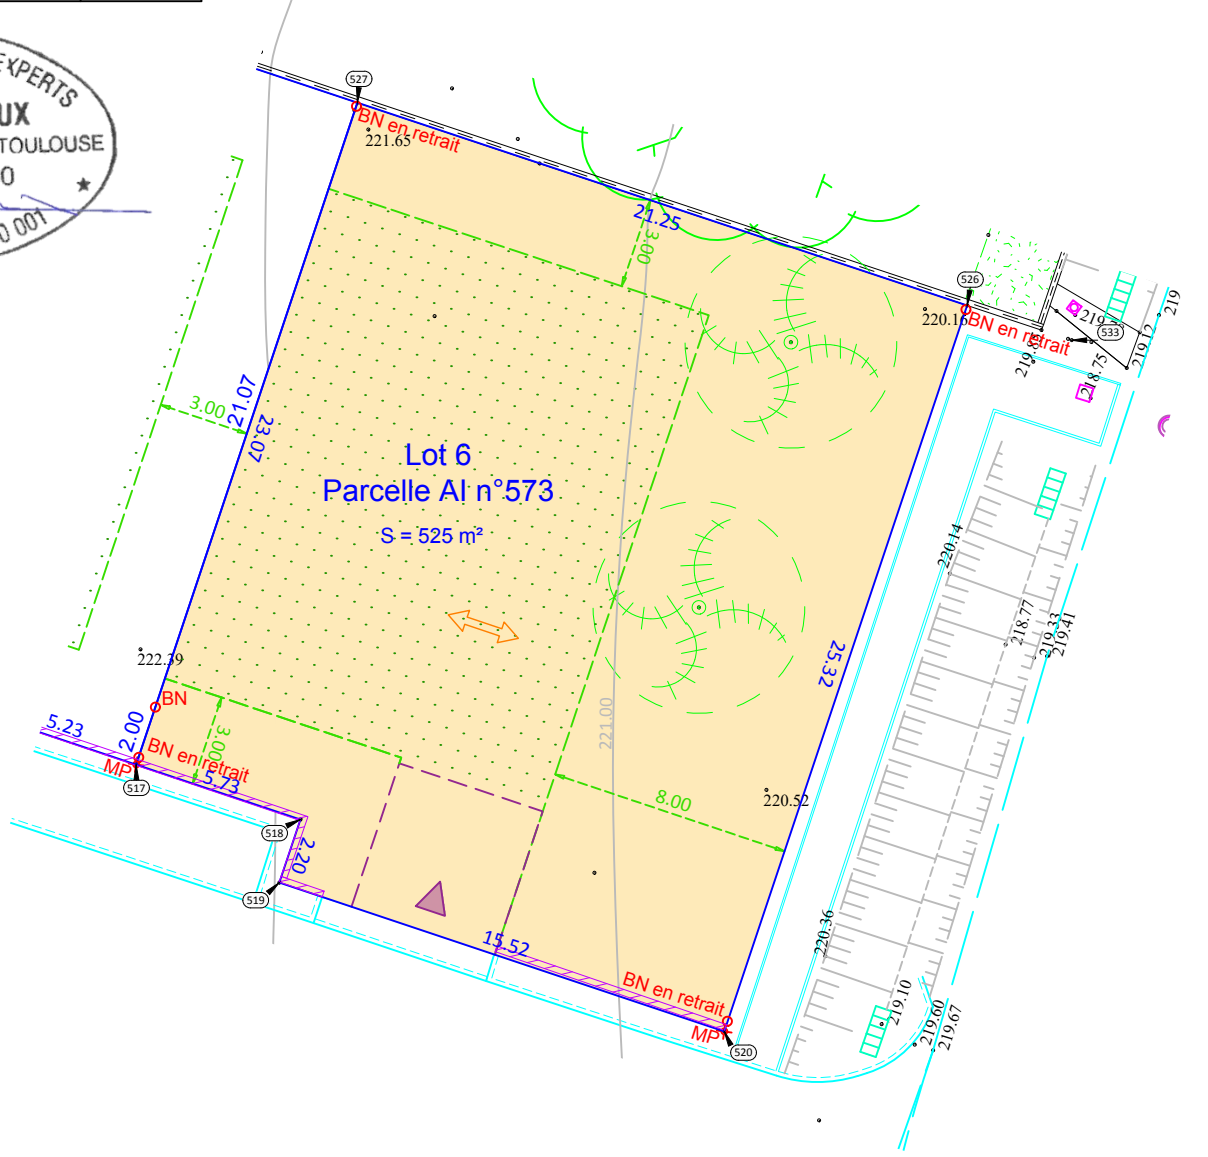 EXPERTS
UX
TOULOUSE
0
0 001
527
BN en retrait
221.65
21.25
3.00
526
220.16
BN en retrait
533
219
219.12
218.75
3.00
21.07
23.07
Lot 6
Parcelle AI n°573
S = 525 m²
220.14
218.77
219.33
219.41
25.32
222.39
BN
5.23
2.00
BN en retrait
3.00
MP
5.73
517
221.00
8.00
220.52
518
2.20
519
15.52
220.36
BN en retrait
MP
520
219.10
219.60
219.67